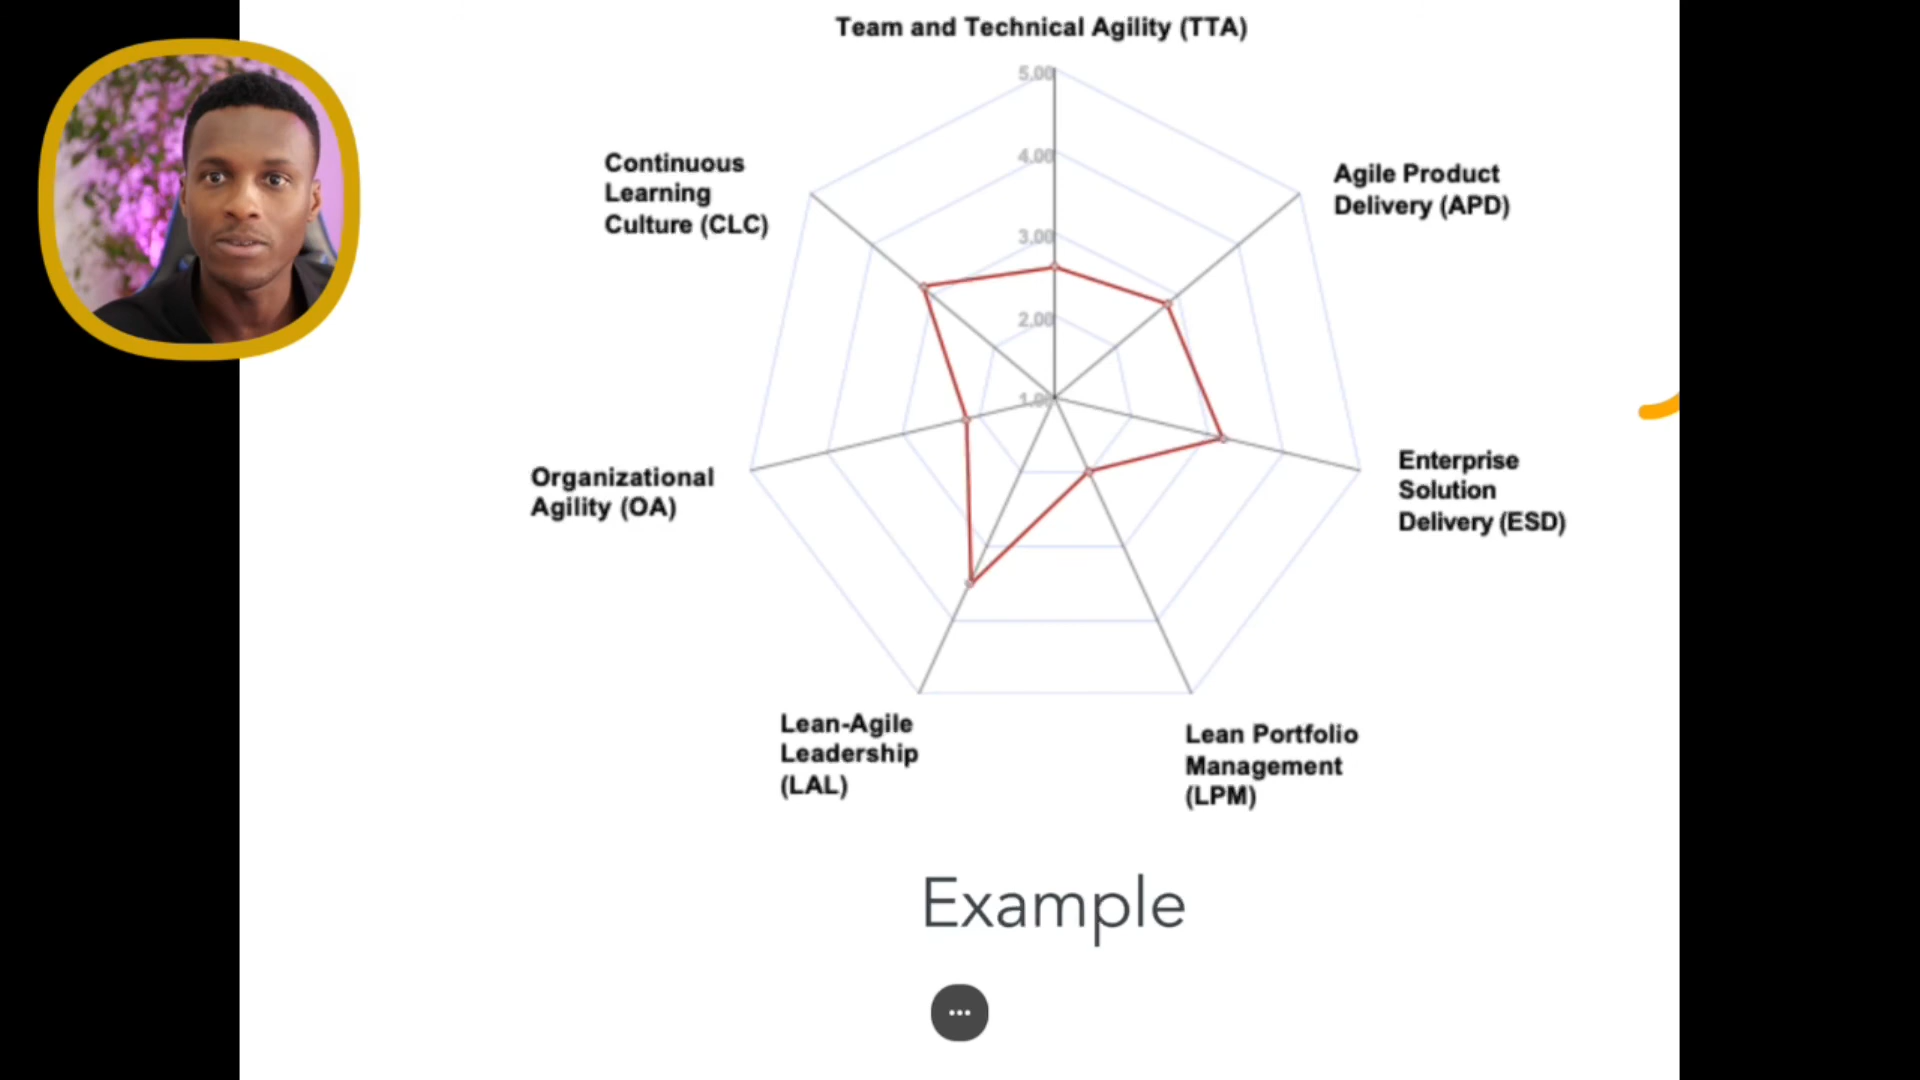 Team and Technical Agility (TTA)
5.00
4.00
3.00
2.00
1.00
Continuous
Learning
Culture (CLC)
Agile Product
Delivery (APD)
Organizational
Agility (OA)
Enterprise
Solution
Delivery (ESD)
Lean-Agile
Leadership
(LAL)
Lean Portfolio
Management
(LPM)
Example